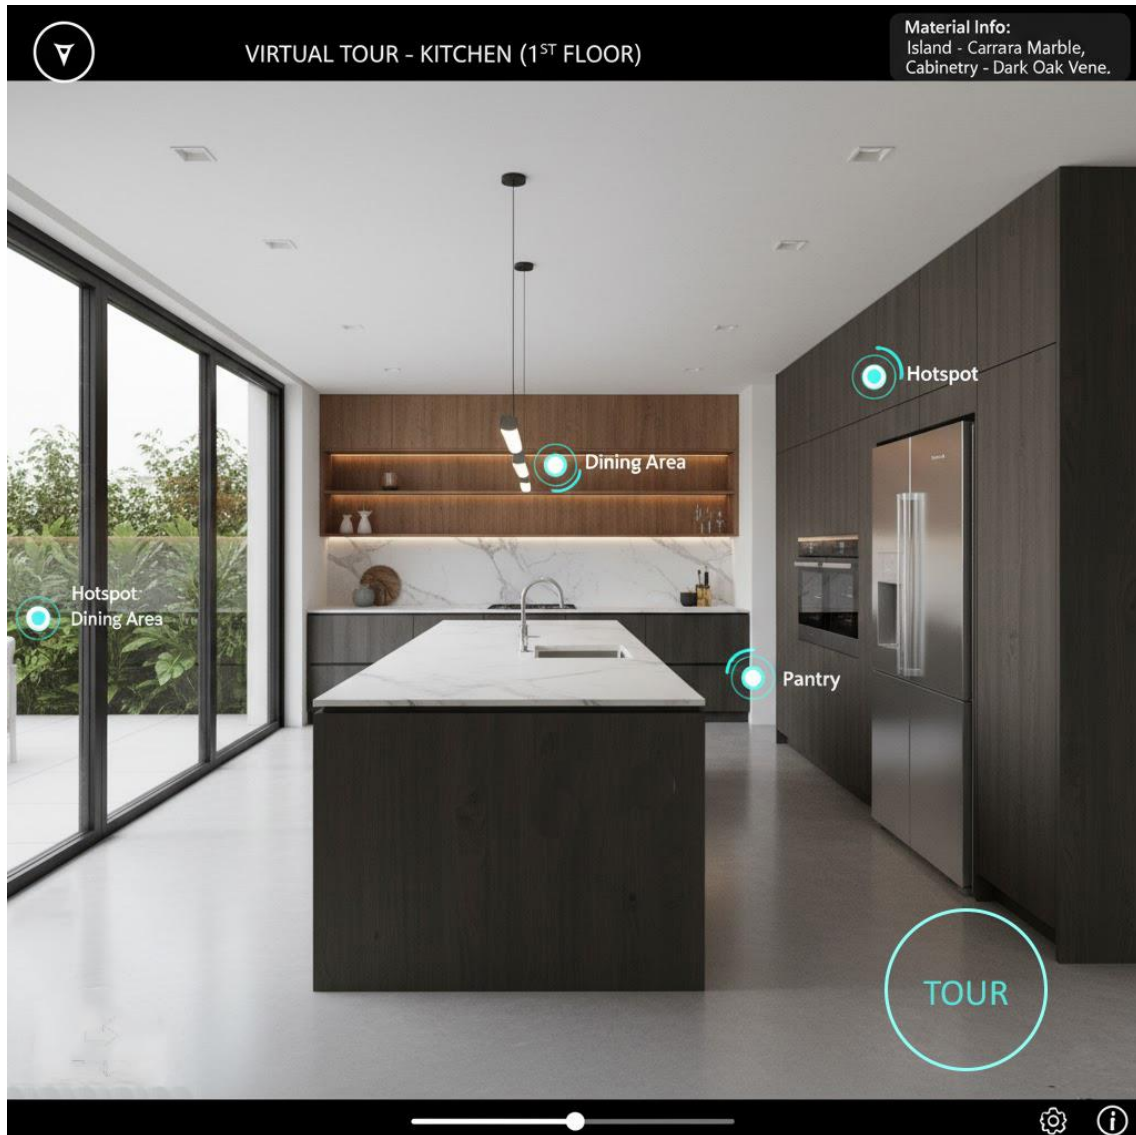 VIRTUAL TOUR - KITCHEN (1ST FLOOR)
Material Info:
Island - Carrara Marble,
Cabinetry - Dark Oak Vene.
Hotspot
Dining Area
Hotspot
Dining Area
Pantry
TOUR